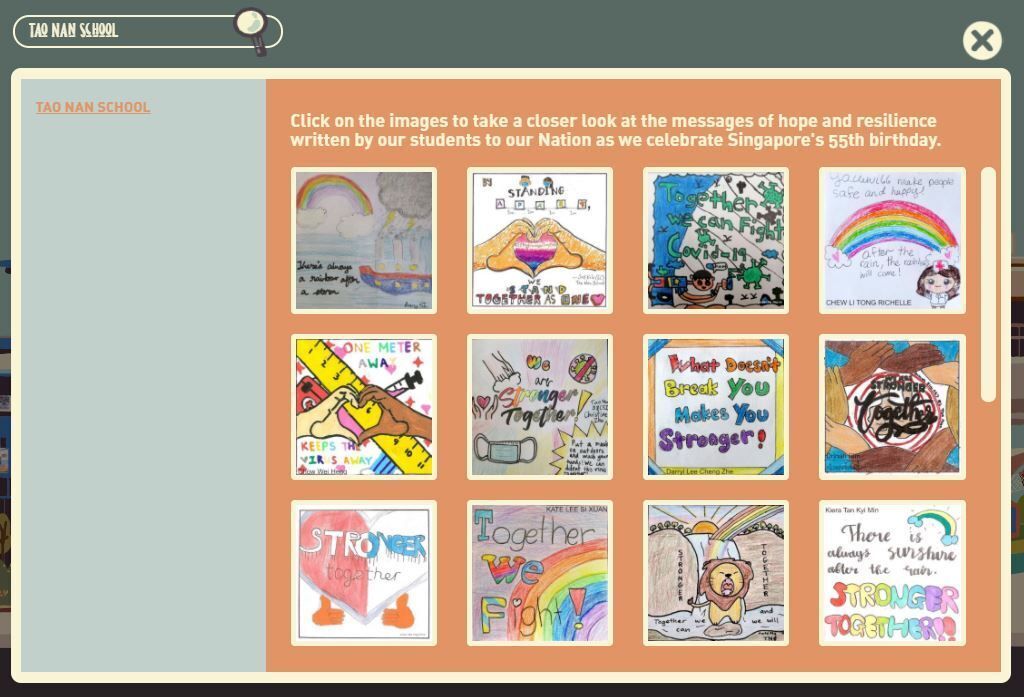 TAO NAN SCHOOL
TAO NAN SCHOOL
Click on the images to take a closer look at the messages of hope and resilience
written by our students to our Nation as we celebrate Singapore's 55th birthday.
There's always
a rainbow after
a storm
STANDING
APART,
WE
STAND
TOGETHER AS ONE
Together
we can Fight
Covid-19
make people
safe and happy!
after the
rain, the rainbow
will come!
CHEW LI TONG RICHELLE
ONE METER
AWAY
KEEPS THE
VIRUS AWAY
We
are
Stronger
Together!
Put a mask
What Doesn't
Break You
Makes You
Stronger!
Darryl Lee Cheng Zhe
STRONGER
Together
STRONGER
together
KATE LEE SI XUAN
Together
We
Fight!
STRONGER
TOGETHER
Together we
can
and
we will
Kiera Tan Kyi Min
There is
always sunshine
after the rain.
STRONGER
TOGETHER!!